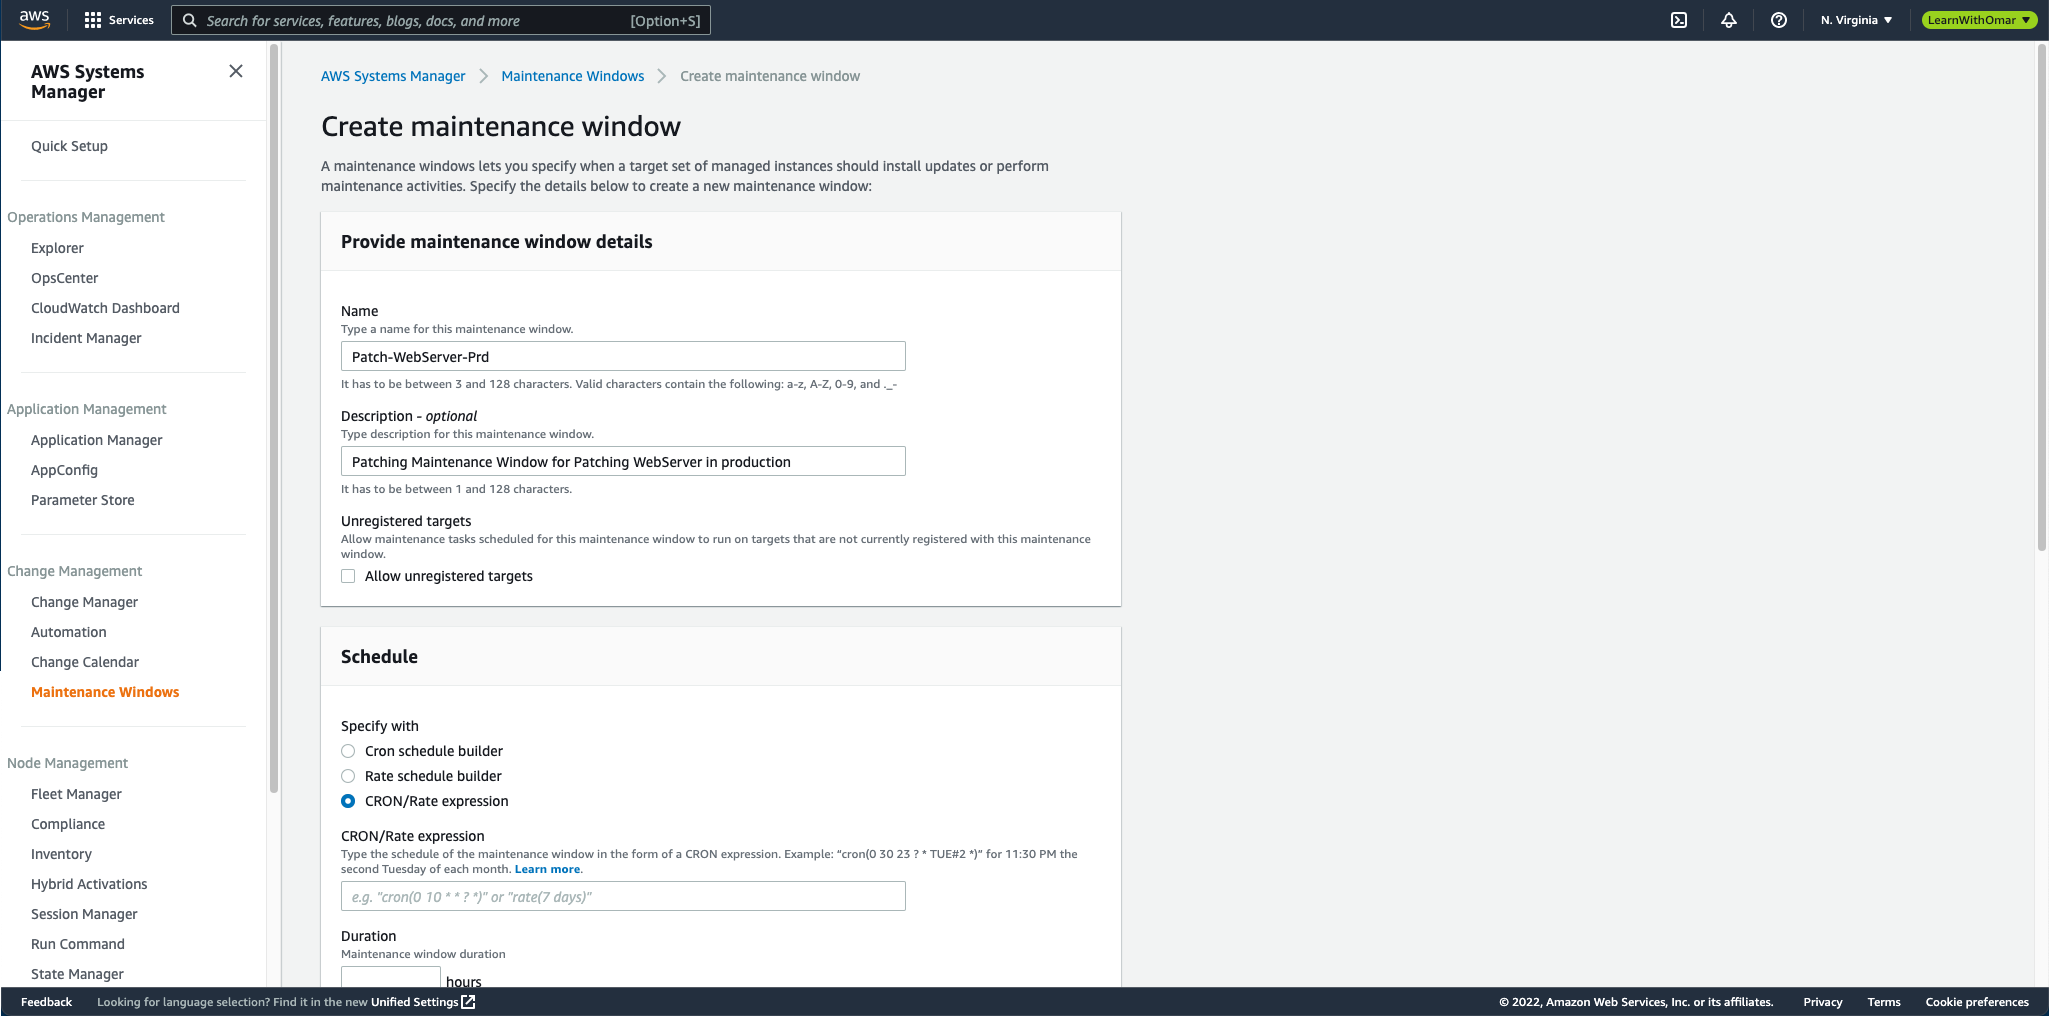 aws
Services
Search for services, features, blogs, docs, and more
[Option+S]
N. Virginia
LearnWithOmar
AWS Systems
Manager
Quick Setup
Operations Management
Explorer
OpsCenter
CloudWatch Dashboard
Incident Manager
Application Management
Application Manager
AppConfig
Parameter Store
Change Management
Change Manager
Automation
Change Calendar
Maintenance Windows
Node Management
Fleet Manager
Compliance
Inventory
Hybrid Activations
Session Manager
Run Command
State Manager
AWS Systems Manager > Maintenance Windows > Create maintenance window
Create maintenance window
A maintenance windows lets you specify when a target set of managed instances should install updates or perform
maintenance activities. Specify the details below to create a new maintenance window:
Provide maintenance window details
Name
Type a name for this maintenance window.
Patch-WebServer-Prd
It has to be between 3 and 128 characters. Valid characters contain the following: a-z, A-Z, 0-9, and ._-
Description - optional
Type description for this maintenance window.
Patching Maintenance Window for Patching WebServer in production
It has to be between 1 and 128 characters.
Unregistered targets
Allow maintenance tasks scheduled for this maintenance window to run on targets that are not currently registered with this maintenance
window.
Allow unregistered targets
Schedule
Specify with
Cron schedule builder
Rate schedule builder
CRON/Rate expression
CRON/Rate expression
Type the schedule of the maintenance window in the form of a CRON expression. Example: “cron(0 30 23 ? * TUE#2 *)” for 11:30 PM the
second Tuesday of each month. Learn more.
e.g. "cron(0 10 * * ? *)" or "rate(7 days)"
Duration
Maintenance window duration
hours
Feedback
Looking for language selection? Find it in the new Unified Settings
© 2022, Amazon Web Services, Inc. or its affiliates.
Privacy
Terms
Cookie preferences